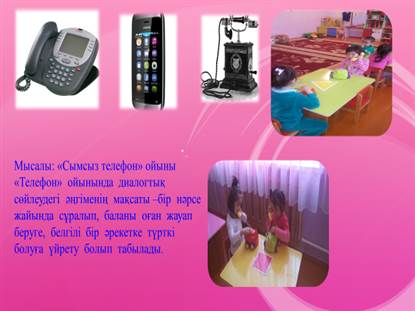 Мысалы: «Сымсыз телефон» ойыны
«Телефон» ойынында диалогтық
сөйлеудегі әңгіменің мақсаты –бір нәрсе
жайында сұралып, баланы оған жауап
беруге, белгілі бір әрекетке түрткі
болуға үйрету болып табылады.